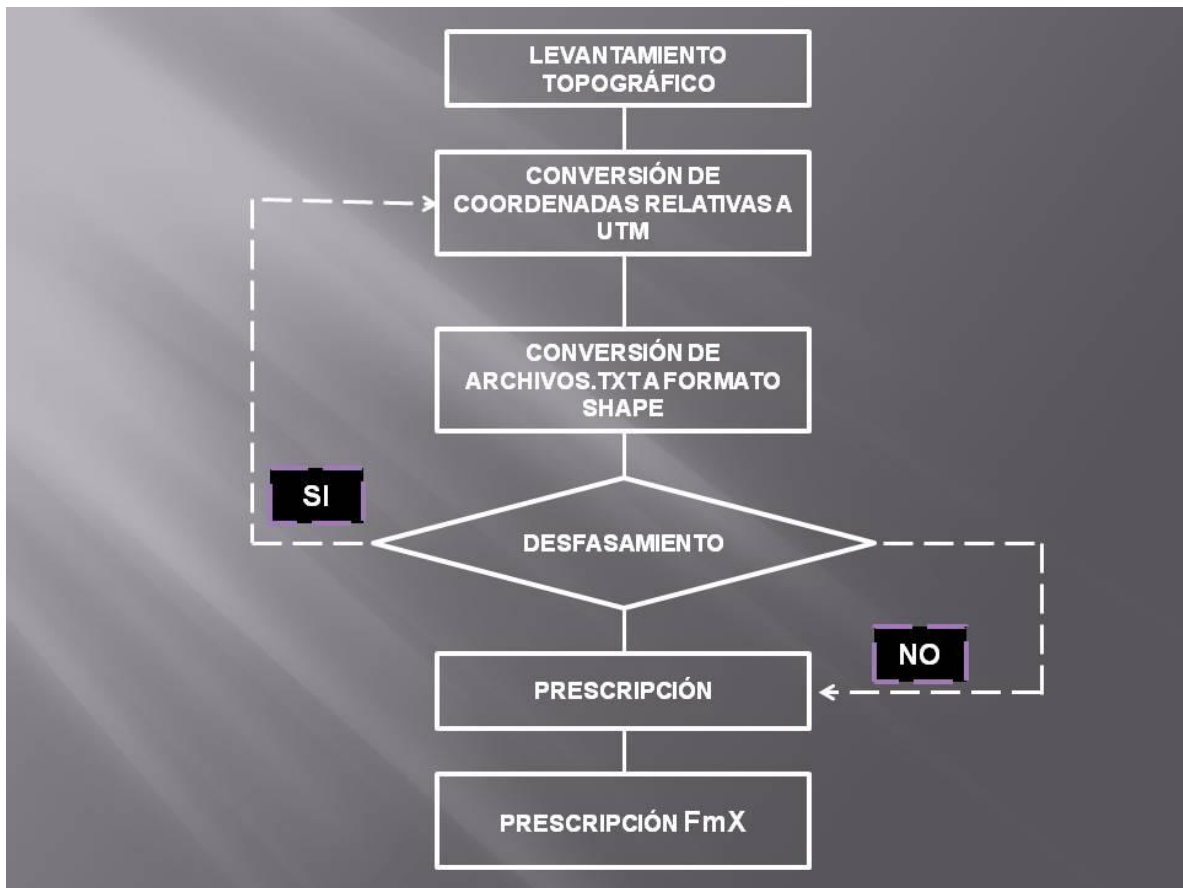 LEVANTAMIENTO
TOPOGRÁFICO
CONVERSIÓN DE
COORDENADAS RELATIVAS A
UTM
CONVERSIÓN DE
ARCHIVOS.TXT A FORMATO
SHAPE
SI
DESFASAMIENTO
NO
PRESCRIPCIÓN
PRESCRIPCIÓN FmX